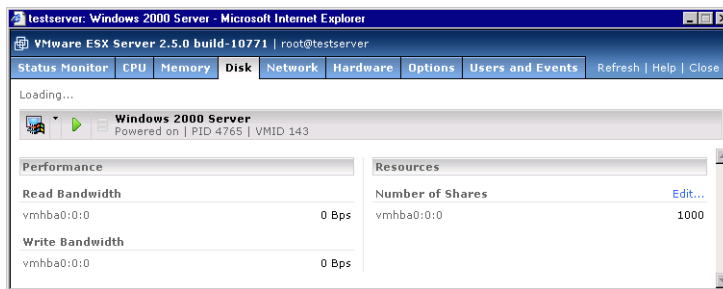 testserver: Windows 2000 Server - Microsoft Internet Explorer
VMware ESX Server 2.5.0 build-10771 | root@testserver
Status Monitor CPU Memory Disk Network Hardware Options Users and Events Refresh | Help | Close
Loading...
Windows 2000 Server
Powered on | PID 4765 | VMID 143
Performance
Read Bandwidth
vmhba0:0:0 0 Bps
Write Bandwidth
vmhba0:0:0 0 Bps
Resources
Number of Shares Edit...
vmhba0:0:0 1000